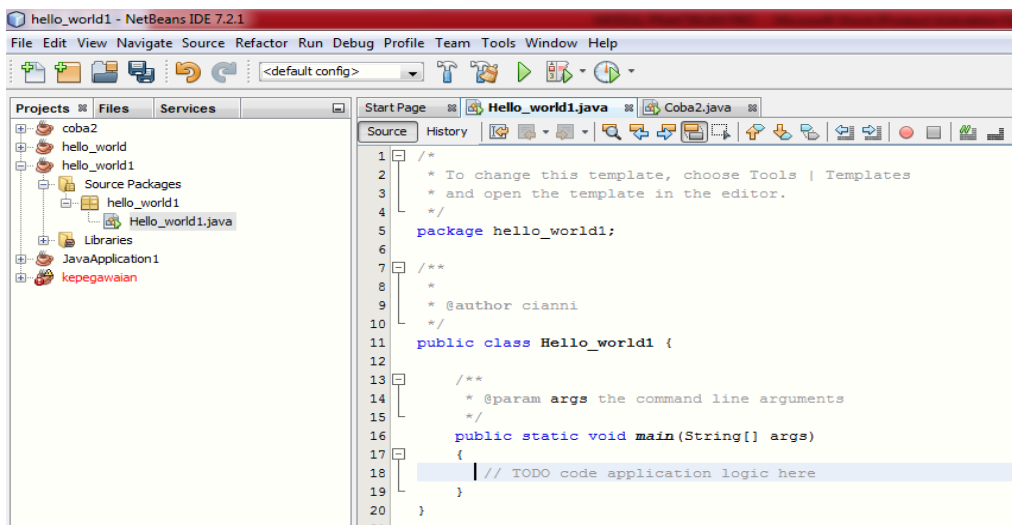 hello_world1 - NetBeans IDE 7.2.1
File Edit View Navigate Source Refactor Run Debug Profile Team Tools Window Help
<default config>
Projects Files Services
coba2
hello_world
hello_world1
Source Packages
hello_world1
Hello_world1.java
Libraries
JavaApplication1
kepegawaian
Start Page Hello_world1.java Coba2.java
Source History
1 /*
2  * To change this template, choose Tools | Templates
3  * and open the template in the editor.
4  */
5 package hello_world1;
6
7 /**
8  *
9  * @author cianni
10  */
11 public class Hello_world1 {
12
13     /**
14      * @param args the command line arguments
15      */
16     public static void main(String[] args)
17     {
18        // TODO code application logic here
19     }
20 }